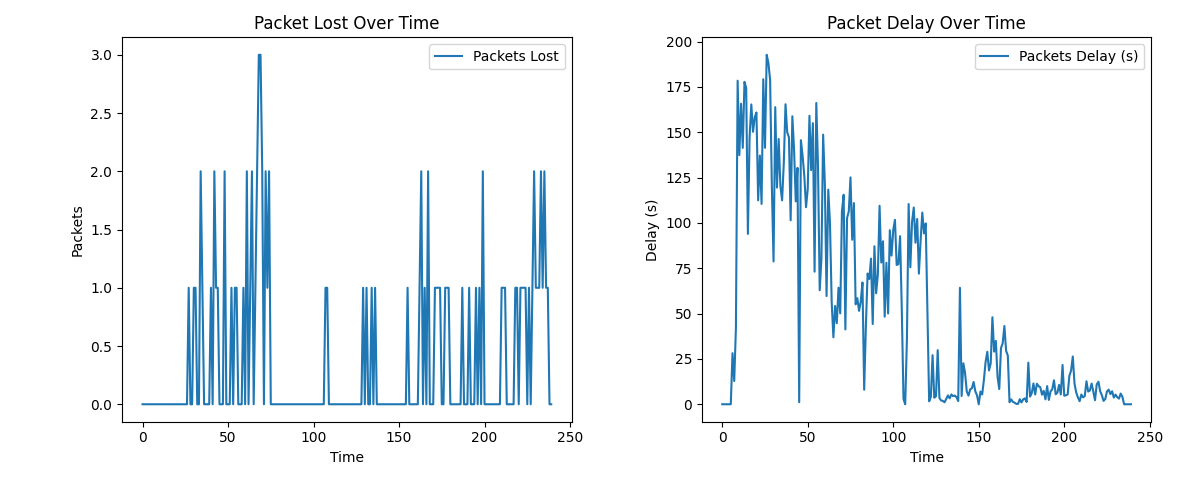 Packet Lost Over Time
Packets Lost
3.0
2.5
2.0
1.5
1.0
0.5
0.0
Packets
0 50 100 150 200 250
Time
Packet Delay Over Time
Packets Delay (s)
200
175
150
125
100
75
50
25
0
Delay (s)
0 50 100 150 200 250
Time